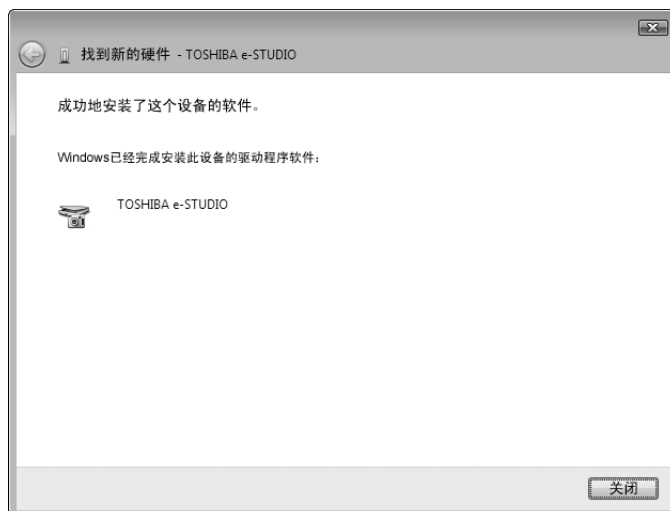 找到新的硬件 - TOSHIBA e-STUDIO
成功地安装了这个设备的软件。
Windows已经完成安装此设备的驱动程序软件：
TOSHIBA e-STUDIO
关闭